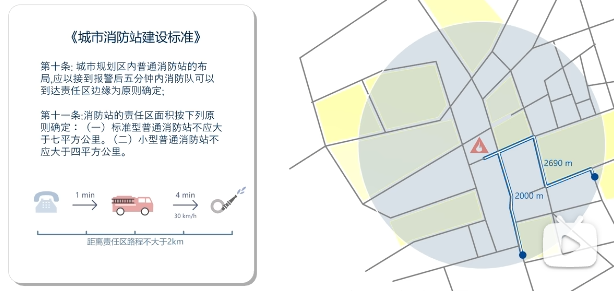 《城市消防站建设标准》
第十条: 城市规划区内普通消防站的布
局,应以接到报警后五分钟内消防队可以
到达责任区边缘为原则确定;
第十一条:消防站的责任区面积按下列原
则确定：（一）标准型普通消防站不应大
于七平方公里。（二）小型普通消防站不
应大于四平方公里。
1 min
4 min
30 km/h
距离责任区路程不大于2km
2690 m
2000 m